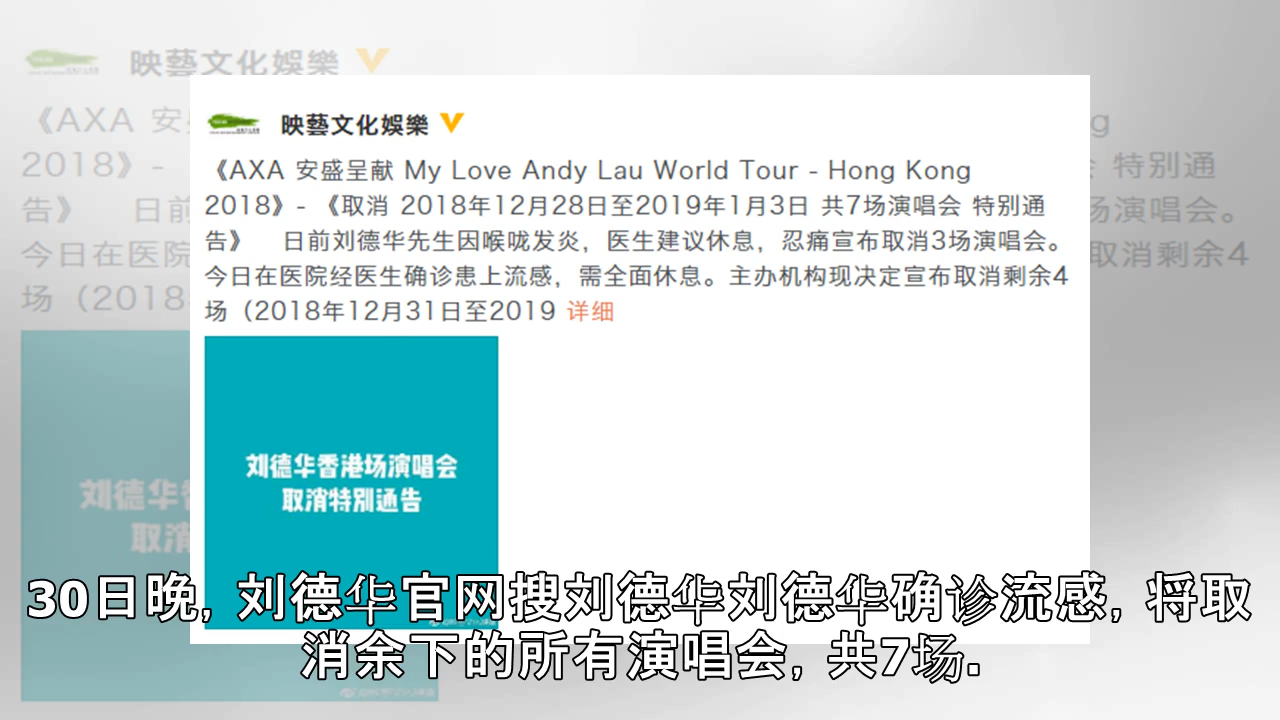 映藝文化娛樂
《AXA 安盛呈献 My Love Andy Lau World Tour - Hong Kong
2018》- 《取消 2018年12月28日至2019年1月3日 共7场演唱会 特别通
告》 日前刘德华先生因喉咙发炎，医生建议休息，忍痛宣布取消3场演唱会。
今日在医院经医生确诊患上流感，需全面休息。主办机构现决定宣布取消剩余4
场（2018年12月31日至2019 详细
刘德华香港场演唱会
取消特别通告
30日晚, 刘德华官网搜刘德华刘德华确诊流感, 将取
消余下的所有演唱会, 共7场.